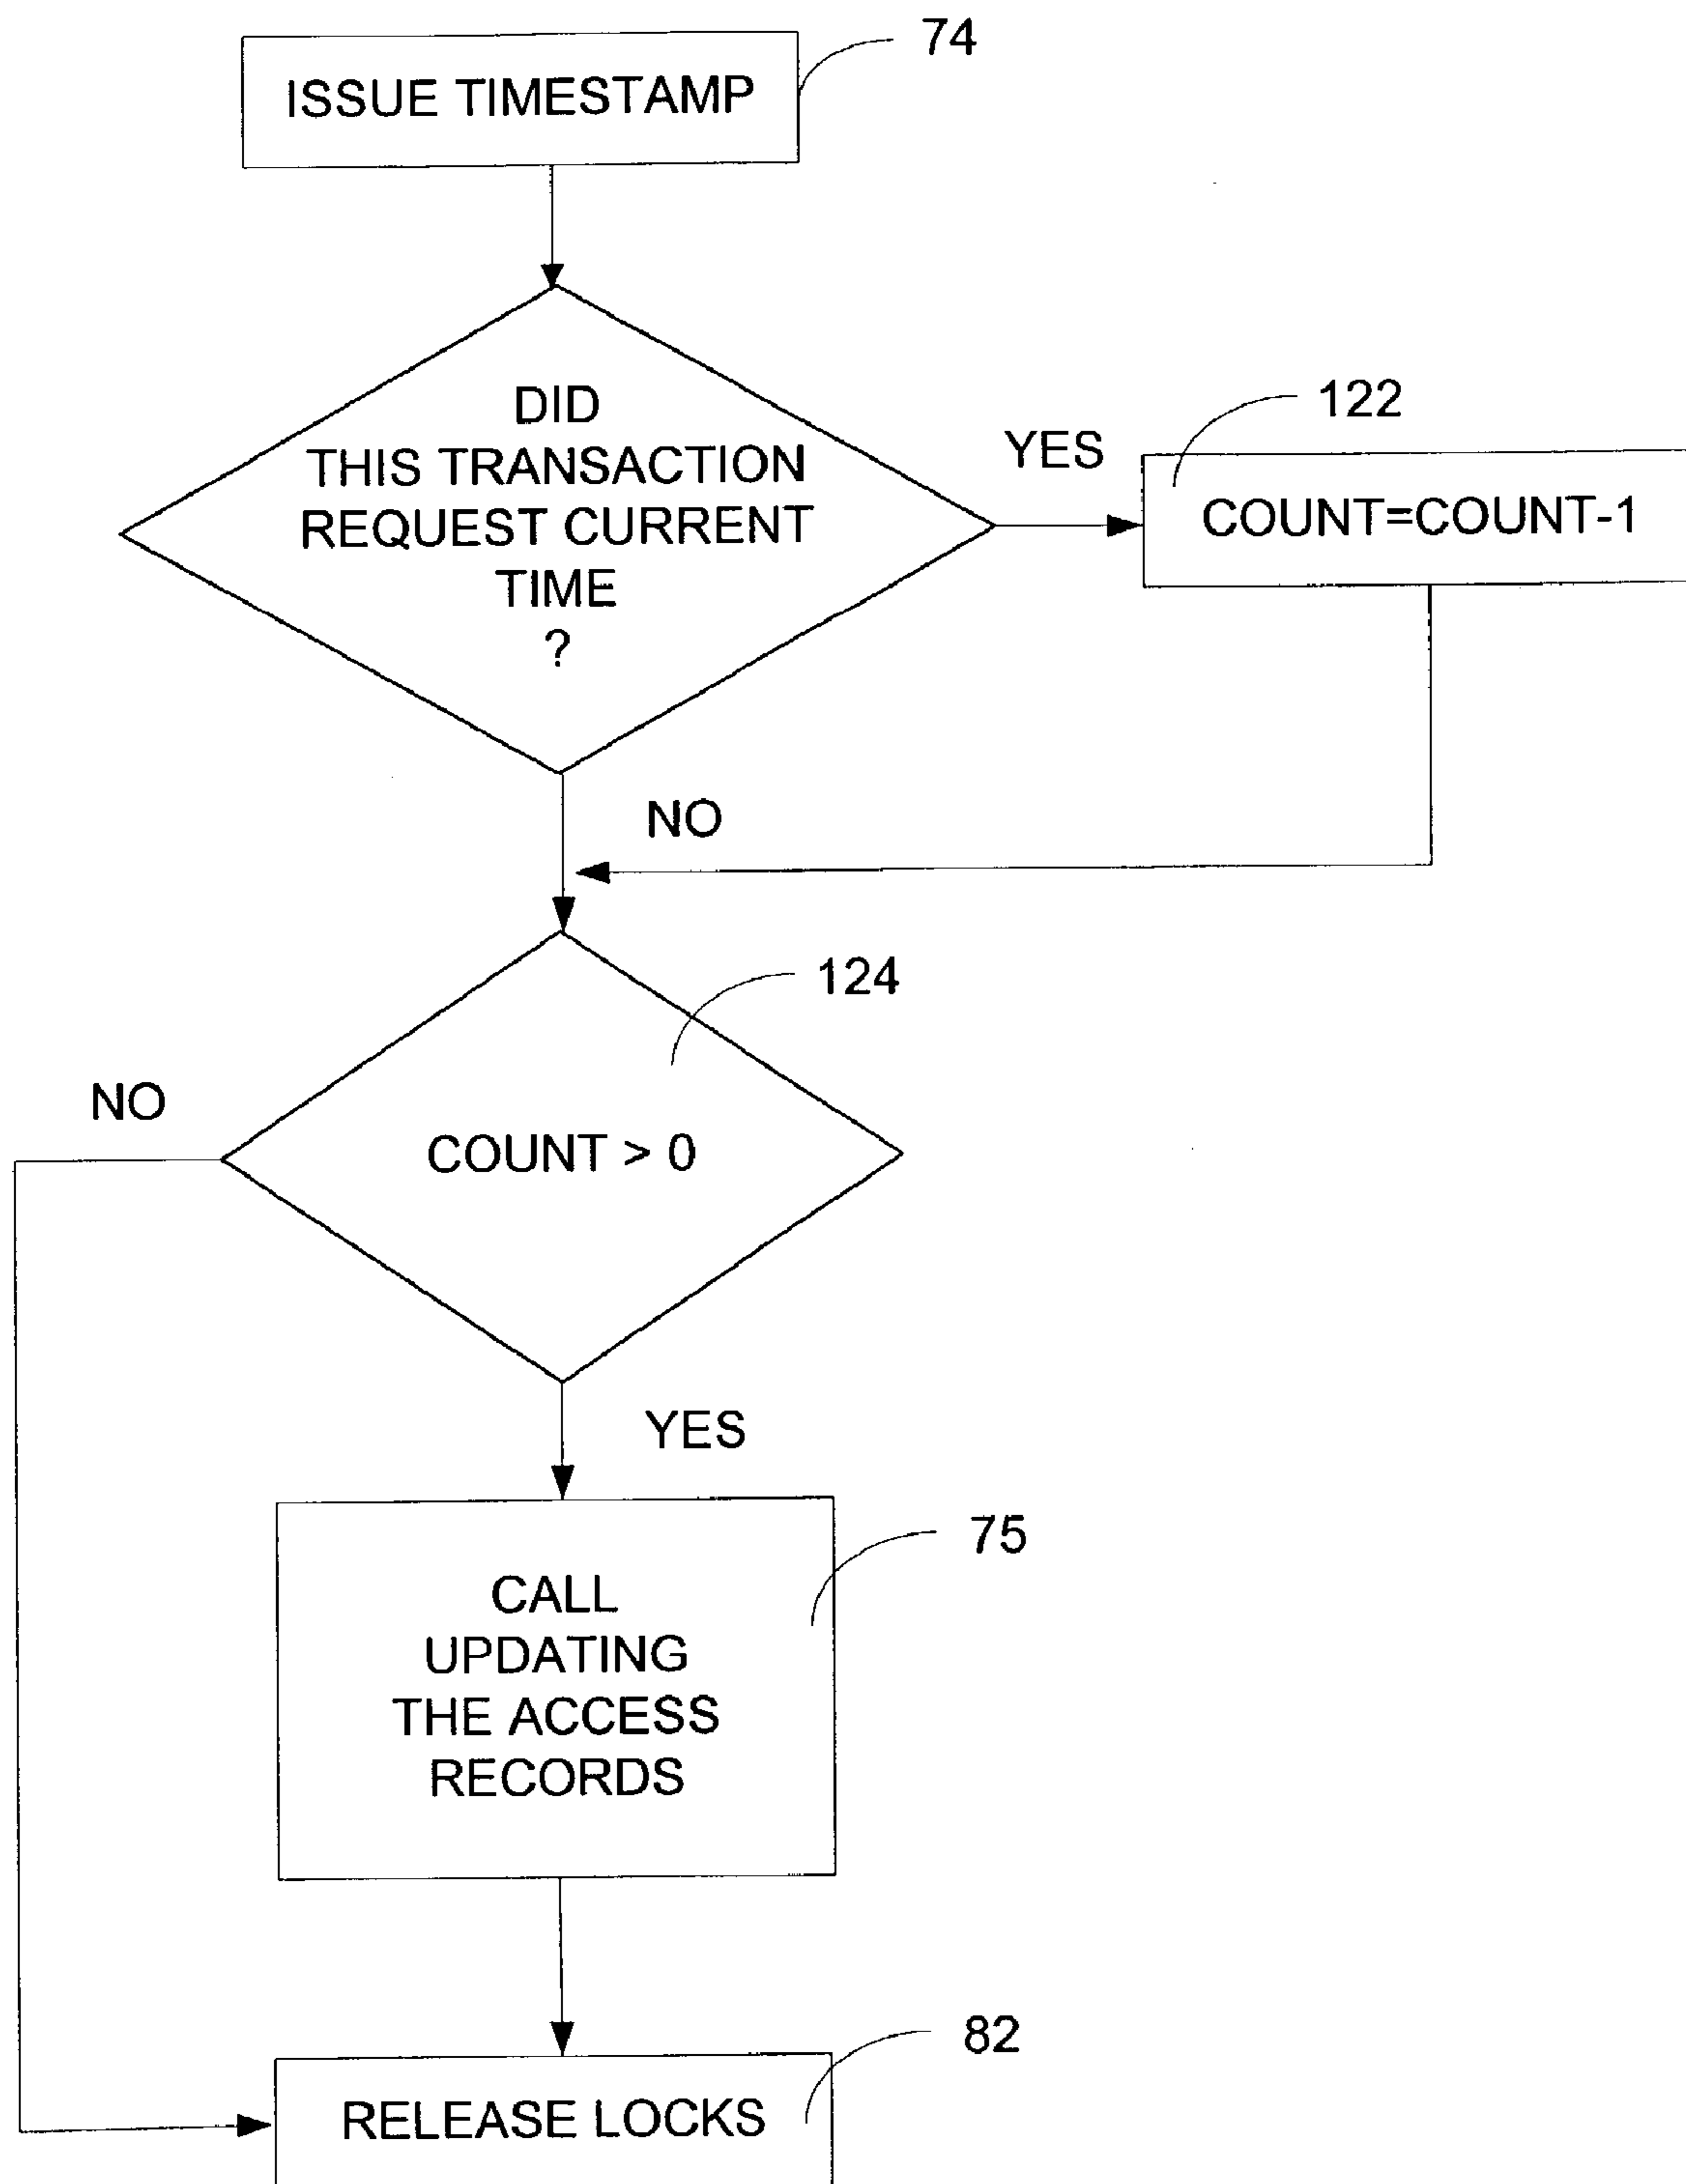 74
ISSUE TIMESTAMP
DID
THIS TRANSACTION
REQUEST CURRENT
TIME
?
YES
122
COUNT=COUNT-1
NO
124
NO
COUNT > 0
YES
75
CALL
UPDATING
THE ACCESS
RECORDS
82
RELEASE LOCKS